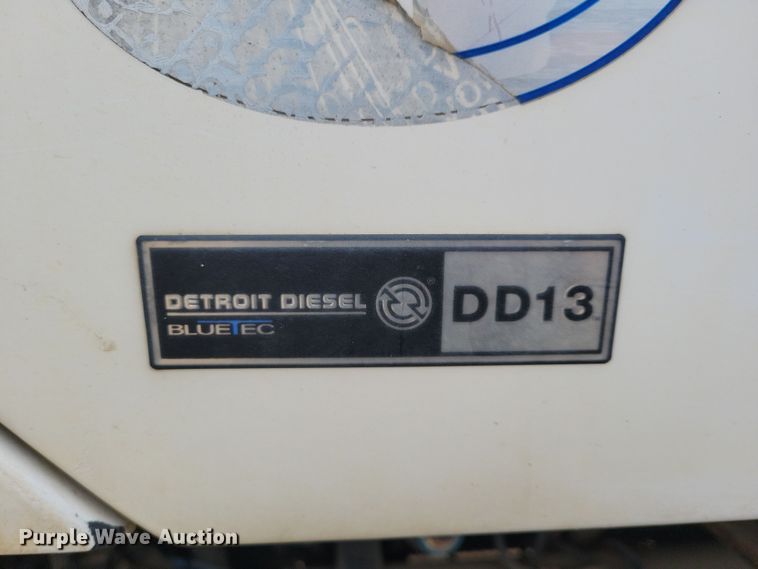 DETROIT DIESEL ® DD13
BLUETEC
Purple Wave Auction